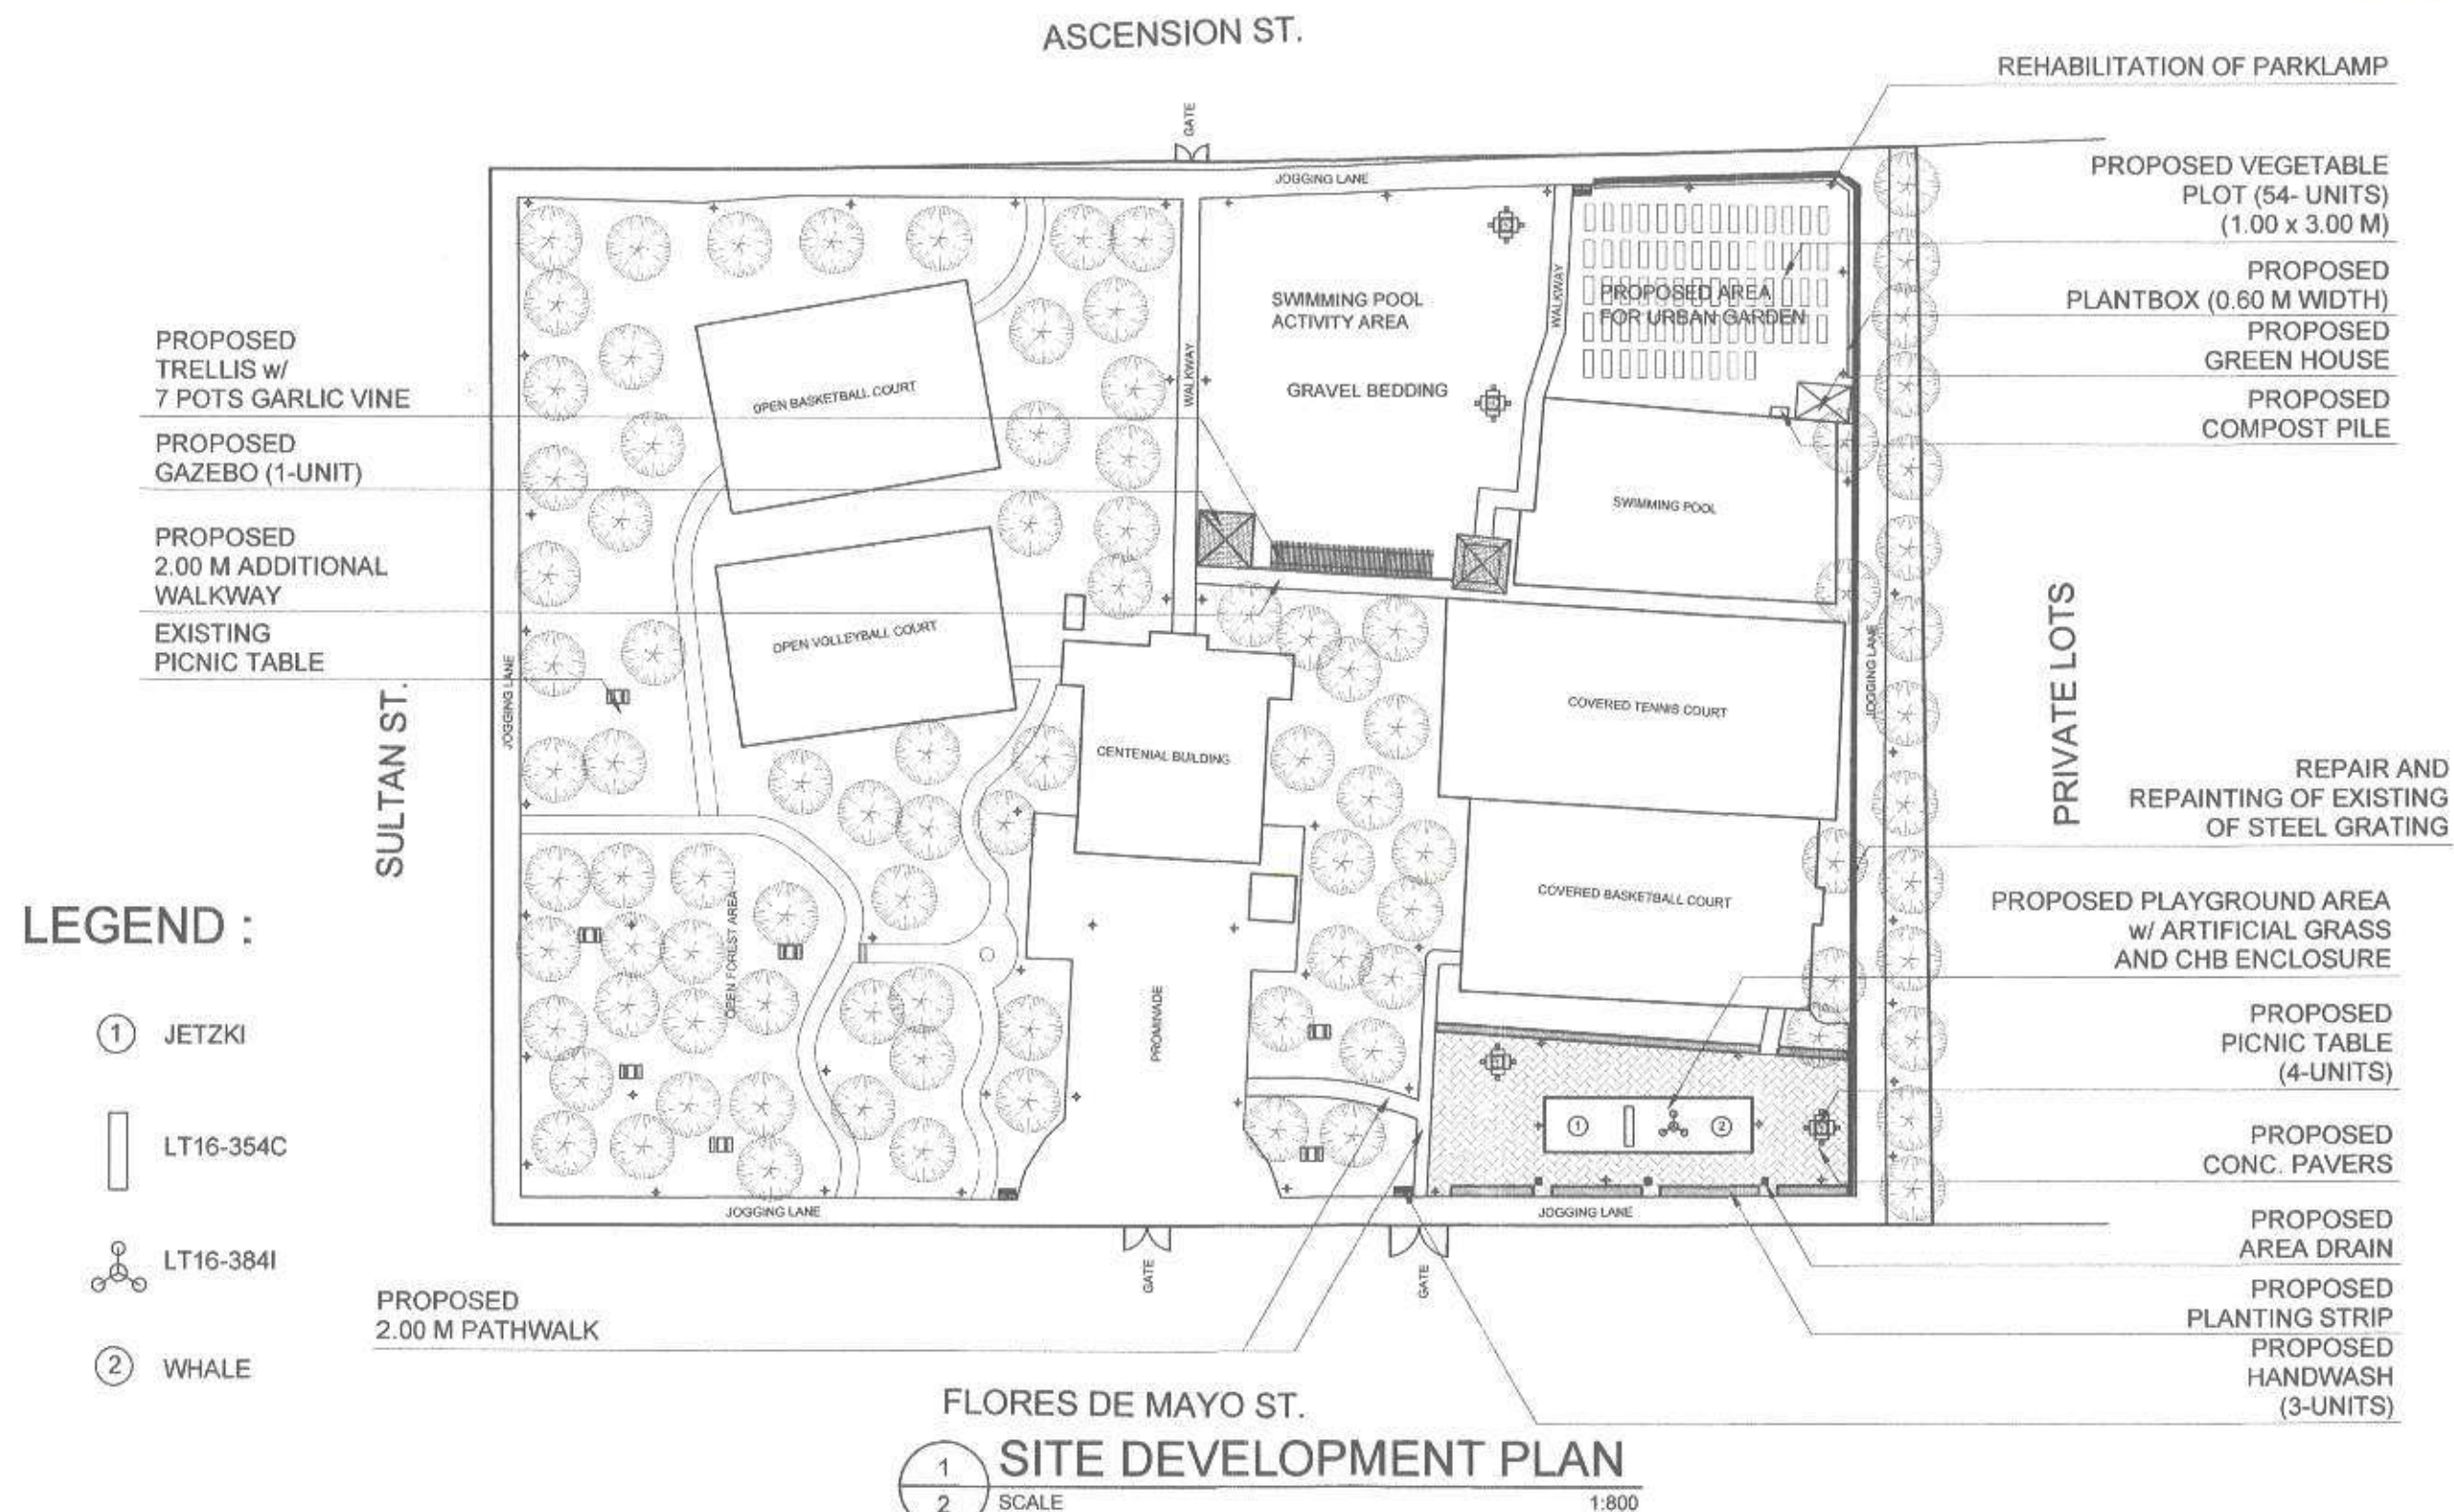 ASCENSION ST.
GATE
REHABILITATION OF PARKLAMP
JOGGING LANE
PROPOSED VEGETABLE
PLOT (54- UNITS)
(1.00 x 3.00 M)
PROPOSED
PLANTBOX (0.60 M WIDTH)
PROPOSED
GREEN HOUSE
PROPOSED
COMPOST PILE
PROPOSED
TRELLIS w/
7 POTS GARLIC VINE
PROPOSED
GAZEBO (1-UNIT)
PROPOSED
2.00 M ADDITIONAL
WALKWAY
EXISTING
PICNIC TABLE
SULTAN ST.
JOGGING LANE
OPEN BASKETBALL COURT
OPEN VOLLEYBALL COURT
WALKWAY
SWIMMING POOL
ACTIVITY AREA
GRAVEL BEDDING
WALKWAY
PROPOSED AREA
FOR URBAN GARDEN
SWIMMING POOL
CENTENIAL BUILDING
COVERED TENNIS COURT
JOGGING LANE
PRIVATE LOTS
COVERED BASKETBALL COURT
OPEN FOREST AREA
PROMINADE
1
2
REPAIR AND
REPAINTING OF EXISTING
OF STEEL GRATING
PROPOSED PLAYGROUND AREA
w/ ARTIFICIAL GRASS
AND CHB ENCLOSURE
PROPOSED
PICNIC TABLE
(4-UNITS)
PROPOSED
CONC. PAVERS
PROPOSED
AREA DRAIN
PROPOSED
PLANTING STRIP
PROPOSED
HANDWASH
(3-UNITS)
JOGGING LANE
JOGGING LANE
GATE
GATE
LEGEND :
1 JETZKI
LT16-354C
LT16-384I
2 WHALE
PROPOSED
2.00 M PATHWALK
FLORES DE MAYO ST.
1
2
SITE DEVELOPMENT PLAN
SCALE 1:800